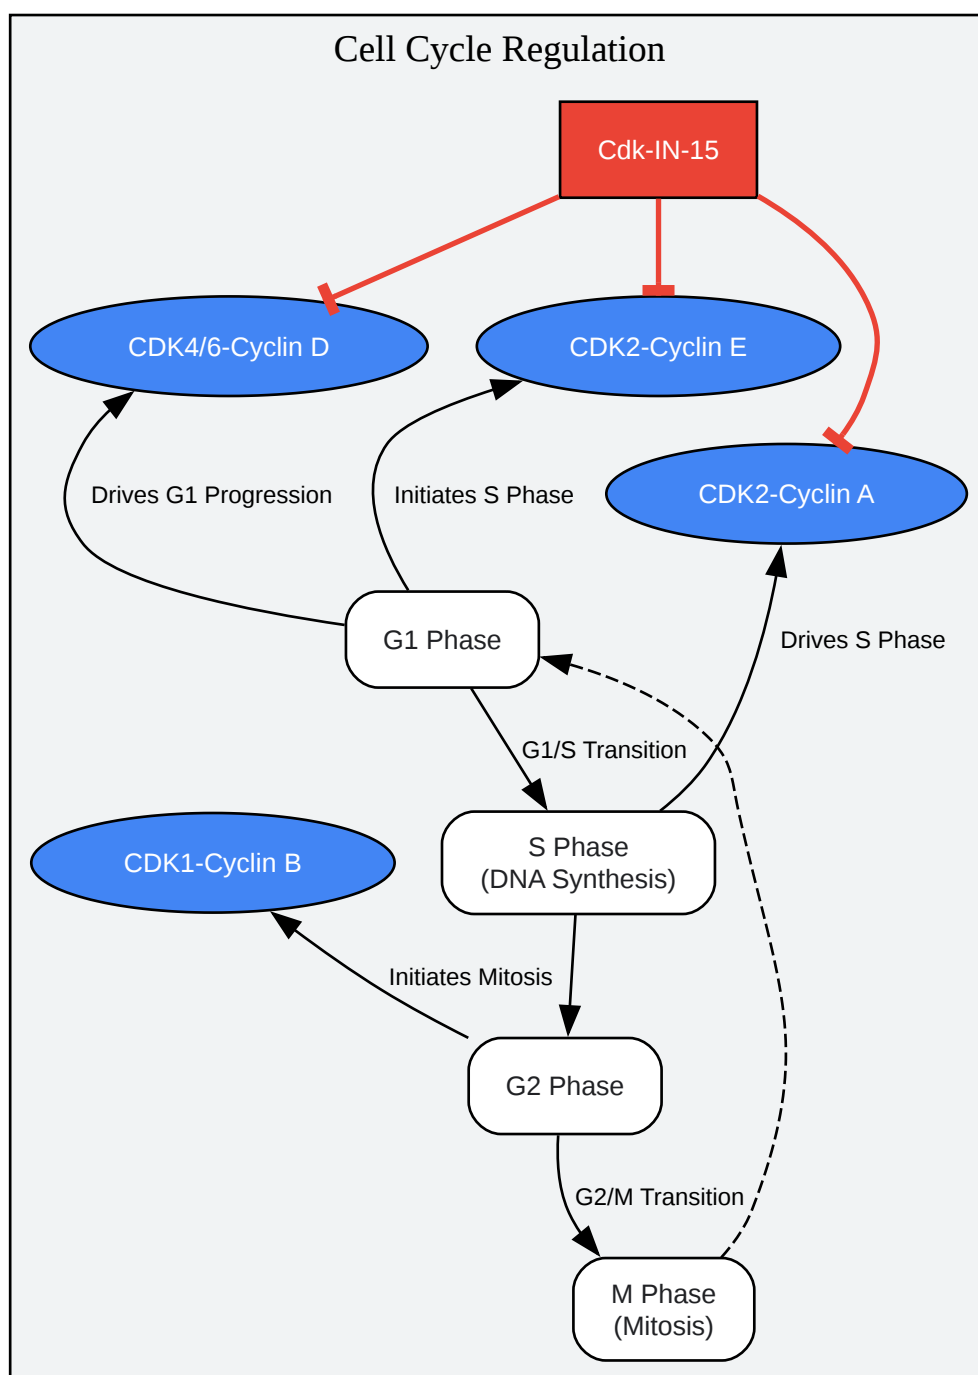 Cell Cycle Regulation
Cdk-IN-15
CDK4/6-Cyclin D
CDK2-Cyclin E
CDK2-Cyclin A
Drives G1 Progression
Initiates S Phase
G1 Phase
Drives S Phase
G1/S Transition
S Phase
(DNA Synthesis)
CDK1-Cyclin B
Initiates Mitosis
G2 Phase
G2/M Transition
M Phase
(Mitosis)